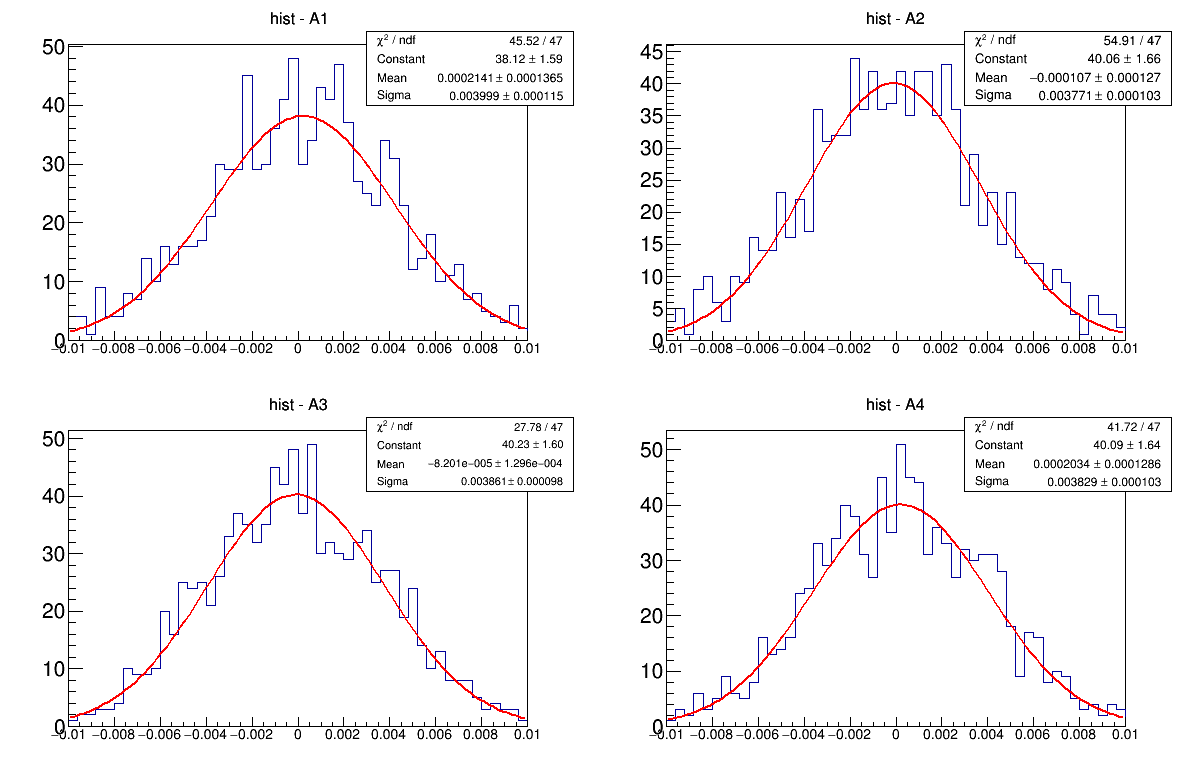 hist - A1
χ² / ndf 45.52 / 47
Constant 38.12 ± 1.59
Mean 0.0002141 ± 0.0001365
Sigma 0.003999 ± 0.000115
50
40
30
20
10
0
−0.01 −0.008 −0.006 −0.004 −0.002 0 0.002 0.004 0.006 0.008 0.01
hist - A2
χ² / ndf 54.91 / 47
Constant 40.06 ± 1.66
Mean −0.000107 ± 0.000127
Sigma 0.003771 ± 0.000103
45
40
35
30
25
20
15
10
5
0
−0.01 −0.008 −0.006 −0.004 −0.002 0 0.002 0.004 0.006 0.008 0.01
hist - A3
χ² / ndf 27.78 / 47
Constant 40.23 ± 1.60
Mean −8.201e−005 ± 1.296e−004
Sigma 0.003861 ± 0.000098
50
40
30
20
10
0
−0.01 −0.008 −0.006 −0.004 −0.002 0 0.002 0.004 0.006 0.008 0.01
hist - A4
χ² / ndf 41.72 / 47
Constant 40.09 ± 1.64
Mean 0.0002034 ± 0.0001286
Sigma 0.003829 ± 0.000103
50
40
30
20
10
0
−0.01 −0.008 −0.006 −0.004 −0.002 0 0.002 0.004 0.006 0.008 0.01